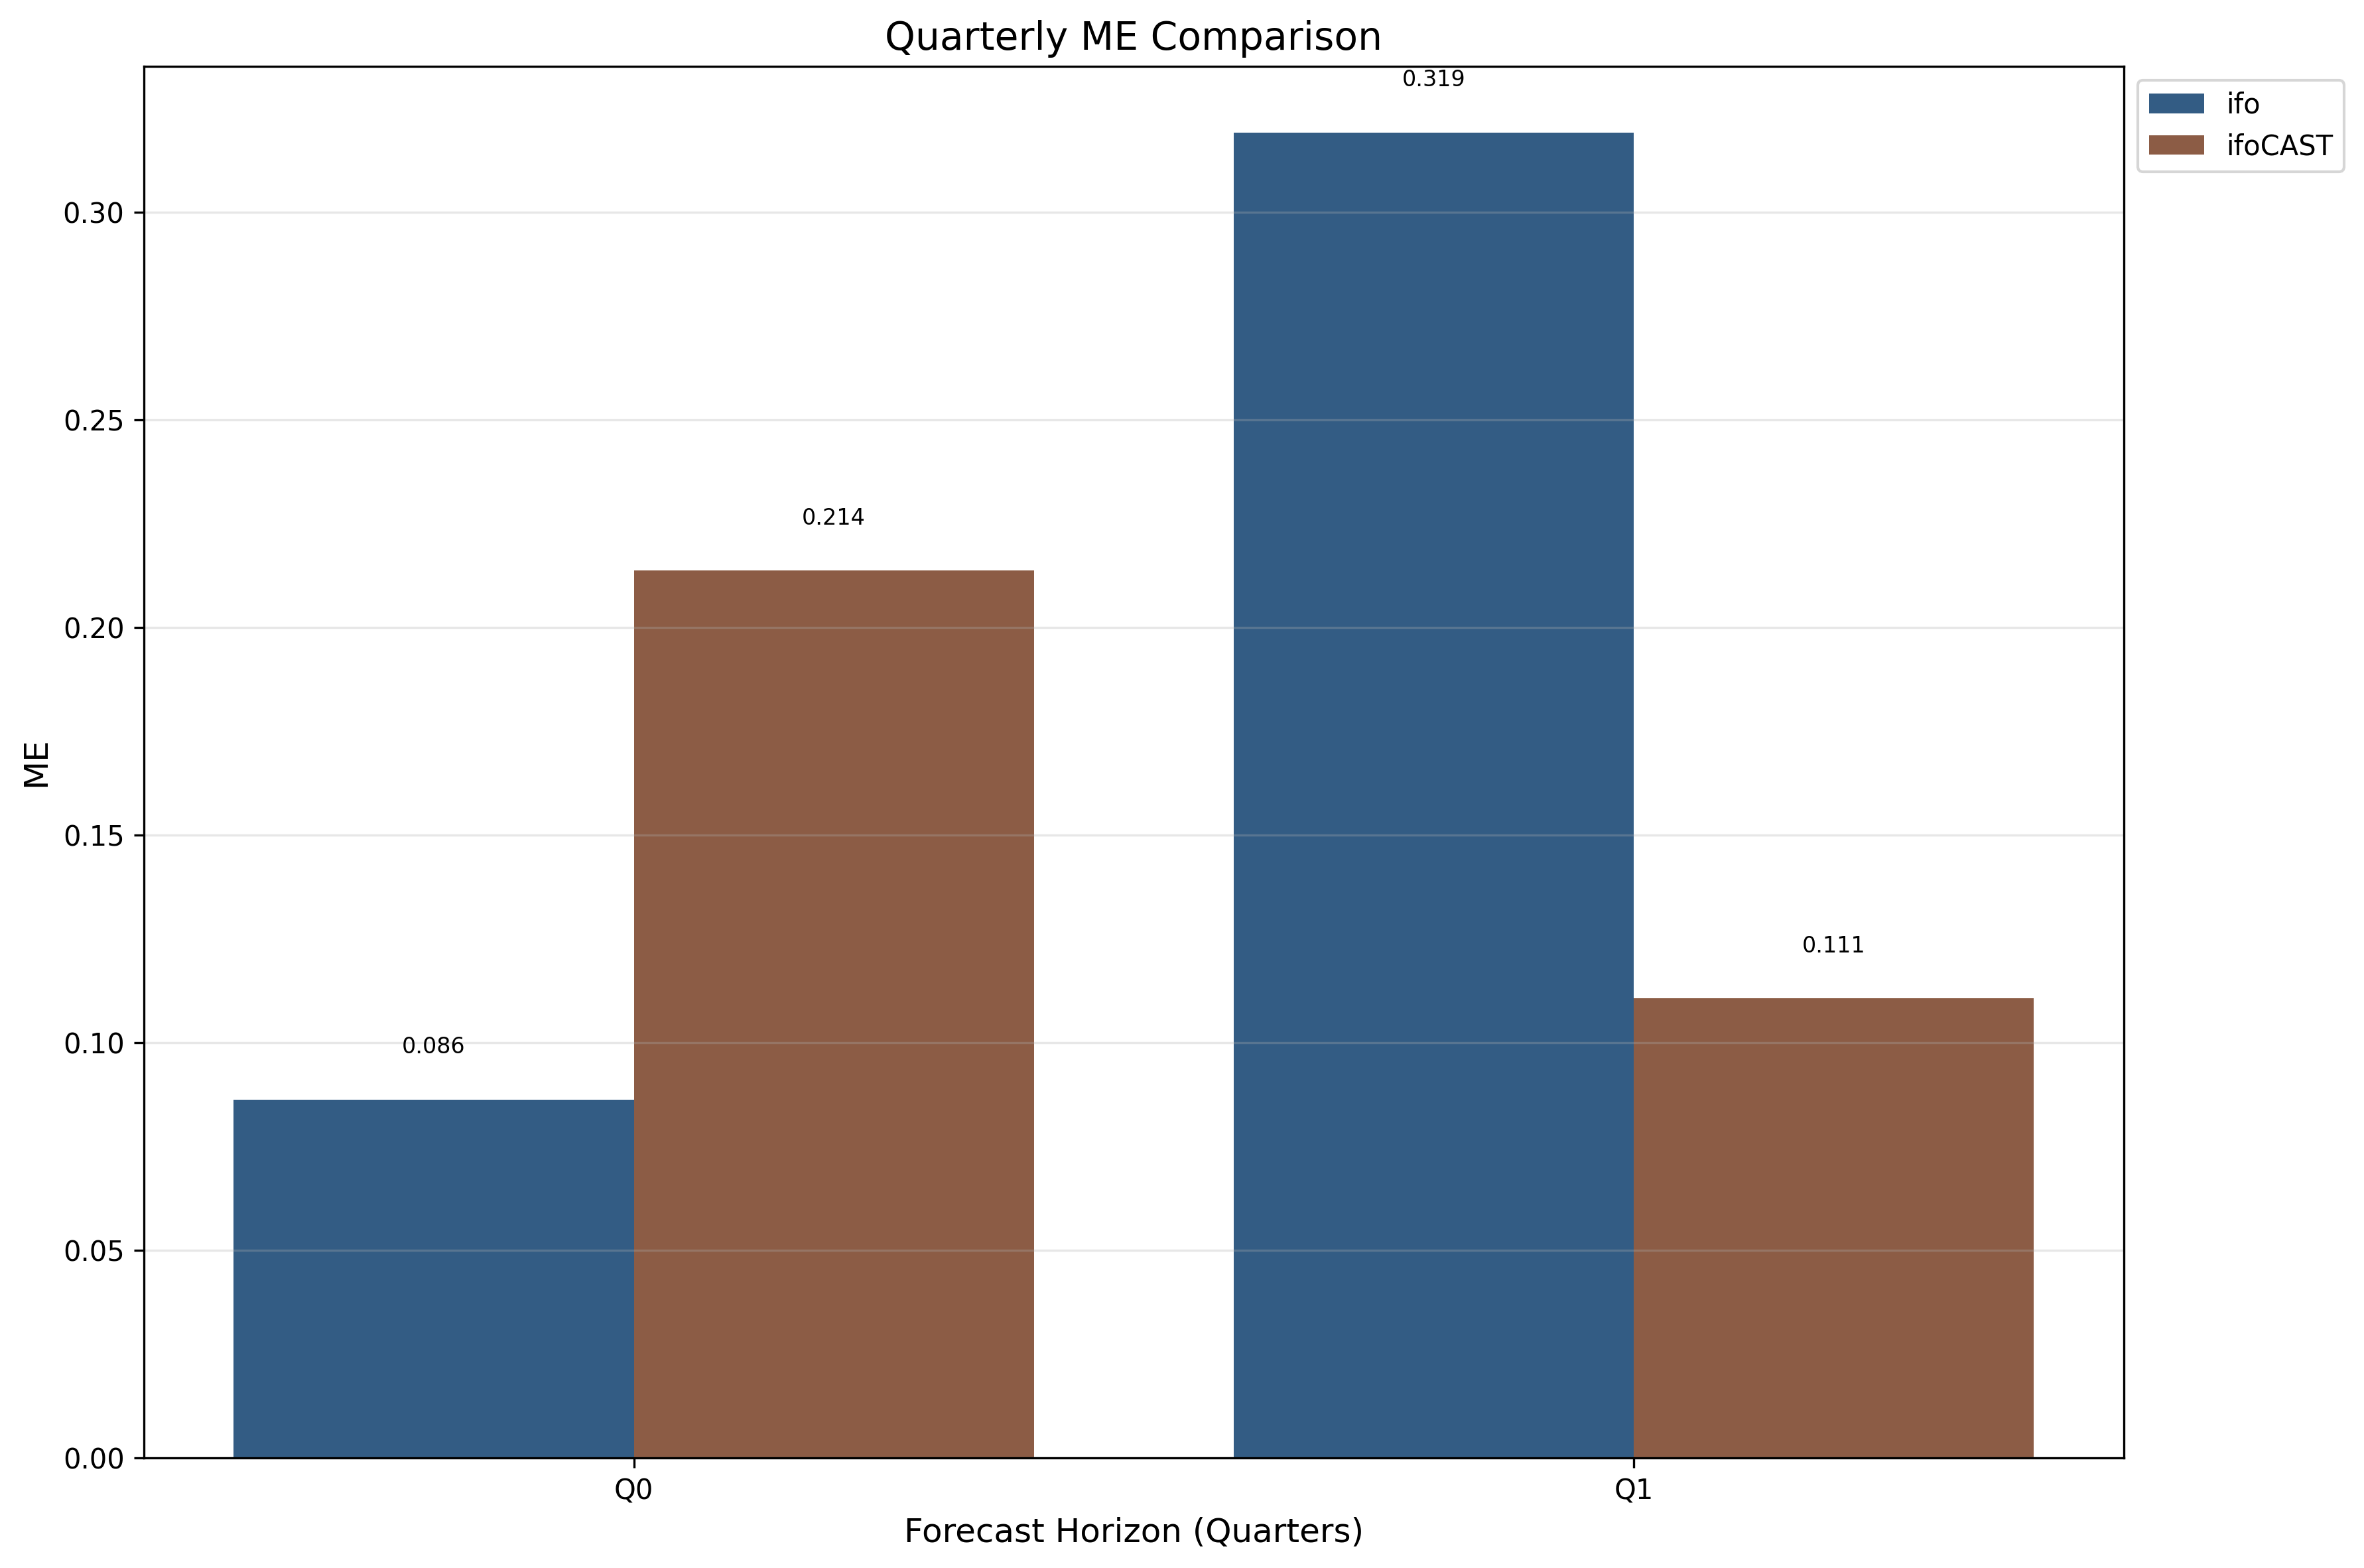 Quarterly ME Comparison
0.319
ifo
ifoCAST
0.30
0.25
0.214
0.20
ME
0.15
0.111
0.10
0.086
0.05
0.00
Q0
Q1
Forecast Horizon (Quarters)